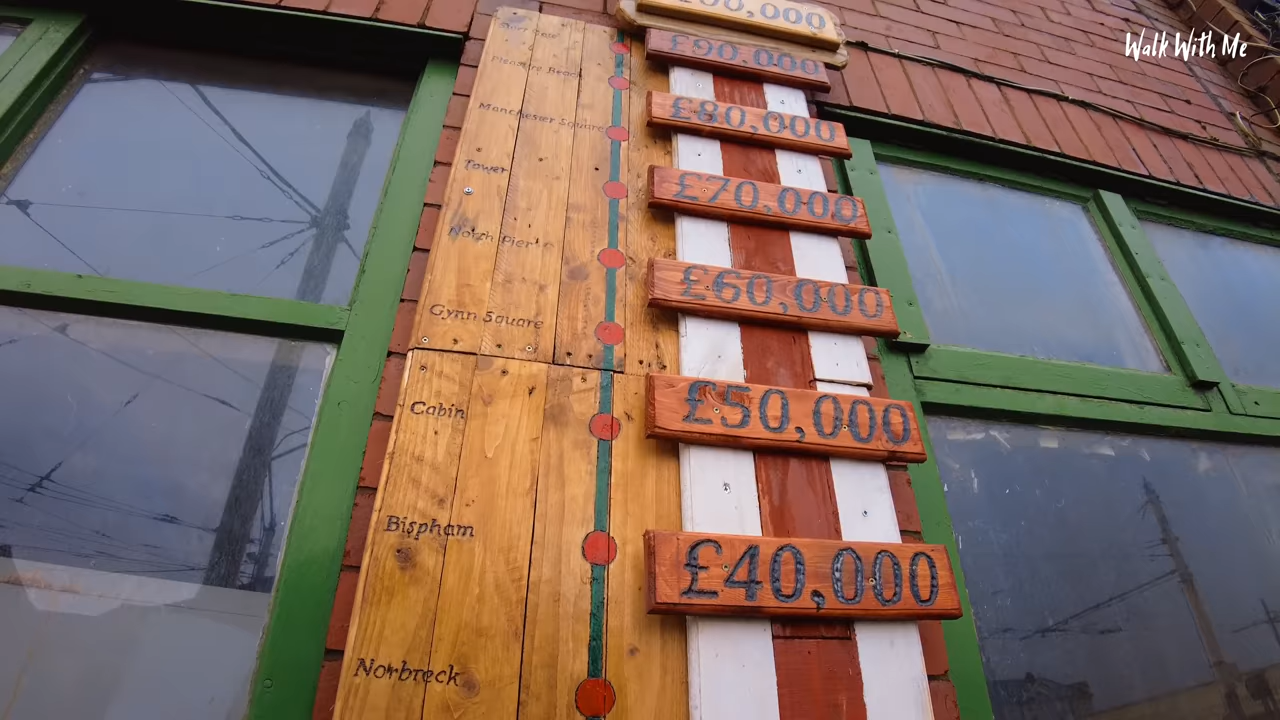 Walk With Me
£90,000
Pleasure Beach
Manchester Square
£80,000
Tower
£70,000
North Pier
£60,000
Gynn Square
£50,000
Cabin
Bispham
£40,000
Norbreck